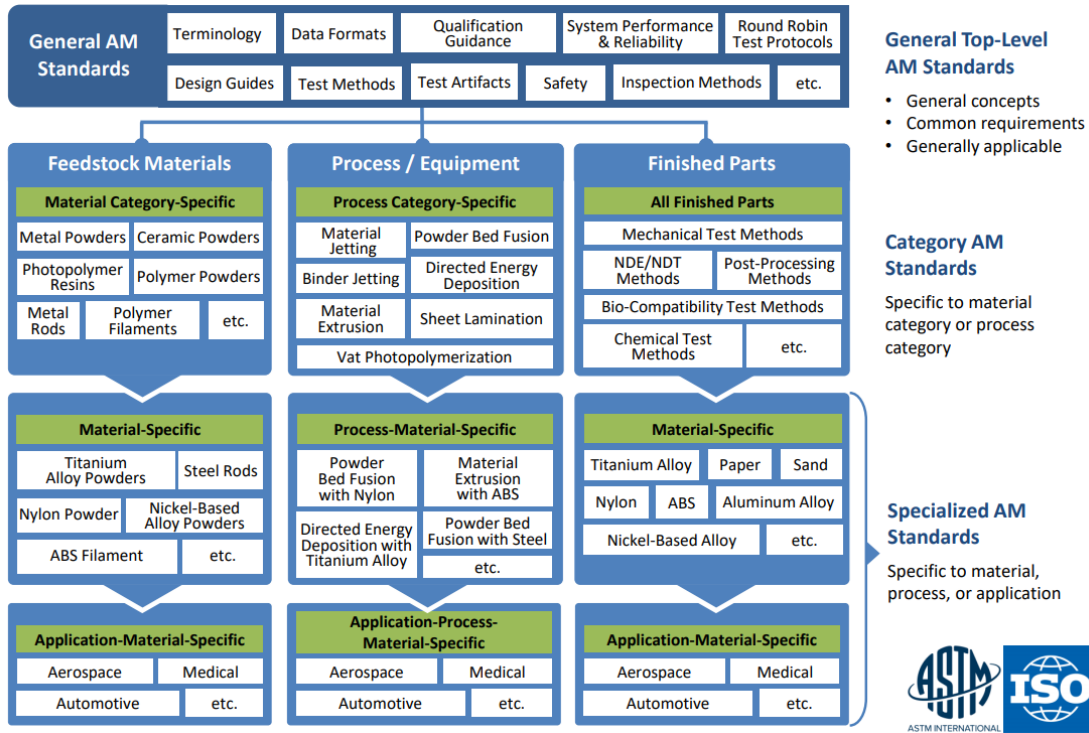 General AM
Standards
Terminology
Data Formats
Qualification
Guidance
System Performance
& Reliability
Round Robin
Test Protocols
Design Guides
Test Methods
Test Artifacts
Safety
Inspection Methods
etc.
General Top-Level
AM Standards
• General concepts
• Common requirements
• Generally applicable
Feedstock Materials
Material Category-Specific
Metal Powders
Ceramic Powders
Photopolymer
Resins
Polymer Powders
Metal
Rods
Polymer
Filaments
etc.
Process / Equipment
Process Category-Specific
Material
Jetting
Powder Bed Fusion
Binder Jetting
Directed Energy
Deposition
Material
Extrusion
Sheet Lamination
Vat Photopolymerization
Finished Parts
All Finished Parts
Mechanical Test Methods
NDE/NDT
Methods
Post-Processing
Methods
Bio-Compatibility Test Methods
Chemical Test
Methods
etc.
Category AM
Standards
Specific to material
category or process
category
Material-Specific
Titanium
Alloy Powders
Steel Rods
Nylon Powder
Nickel-Based
Alloy Powders
ABS Filament
etc.
Process-Material-Specific
Powder
Bed Fusion
with Nylon
Material
Extrusion
with ABS
Directed Energy
Deposition with
Titanium Alloy
Powder Bed
Fusion with Steel
etc.
Material-Specific
Titanium Alloy
Paper
Sand
Nylon
ABS
Aluminum Alloy
Nickel-Based Alloy
etc.
Specialized AM
Standards
Specific to material,
process, or application
Application-Material-Specific
Aerospace
Medical
Automotive
etc.
Application-Process-
Material-Specific
Aerospace
Medical
Automotive
etc.
Application-Material-Specific
Aerospace
Medical
Automotive
etc.
ASTM
ASTM INTERNATIONAL
ISO